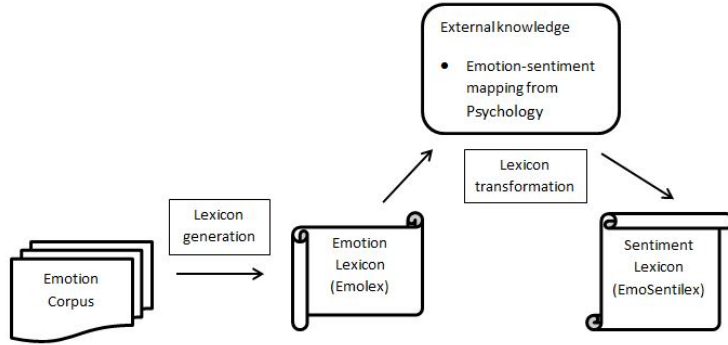 External knowledge
• Emotion-sentiment
mapping from
Psychology
Lexicon
transformation
Lexicon
generation
Emotion
Lexicon
(Emolex)
Sentiment
Lexicon
(EmoSentilex)
Emotion
Corpus